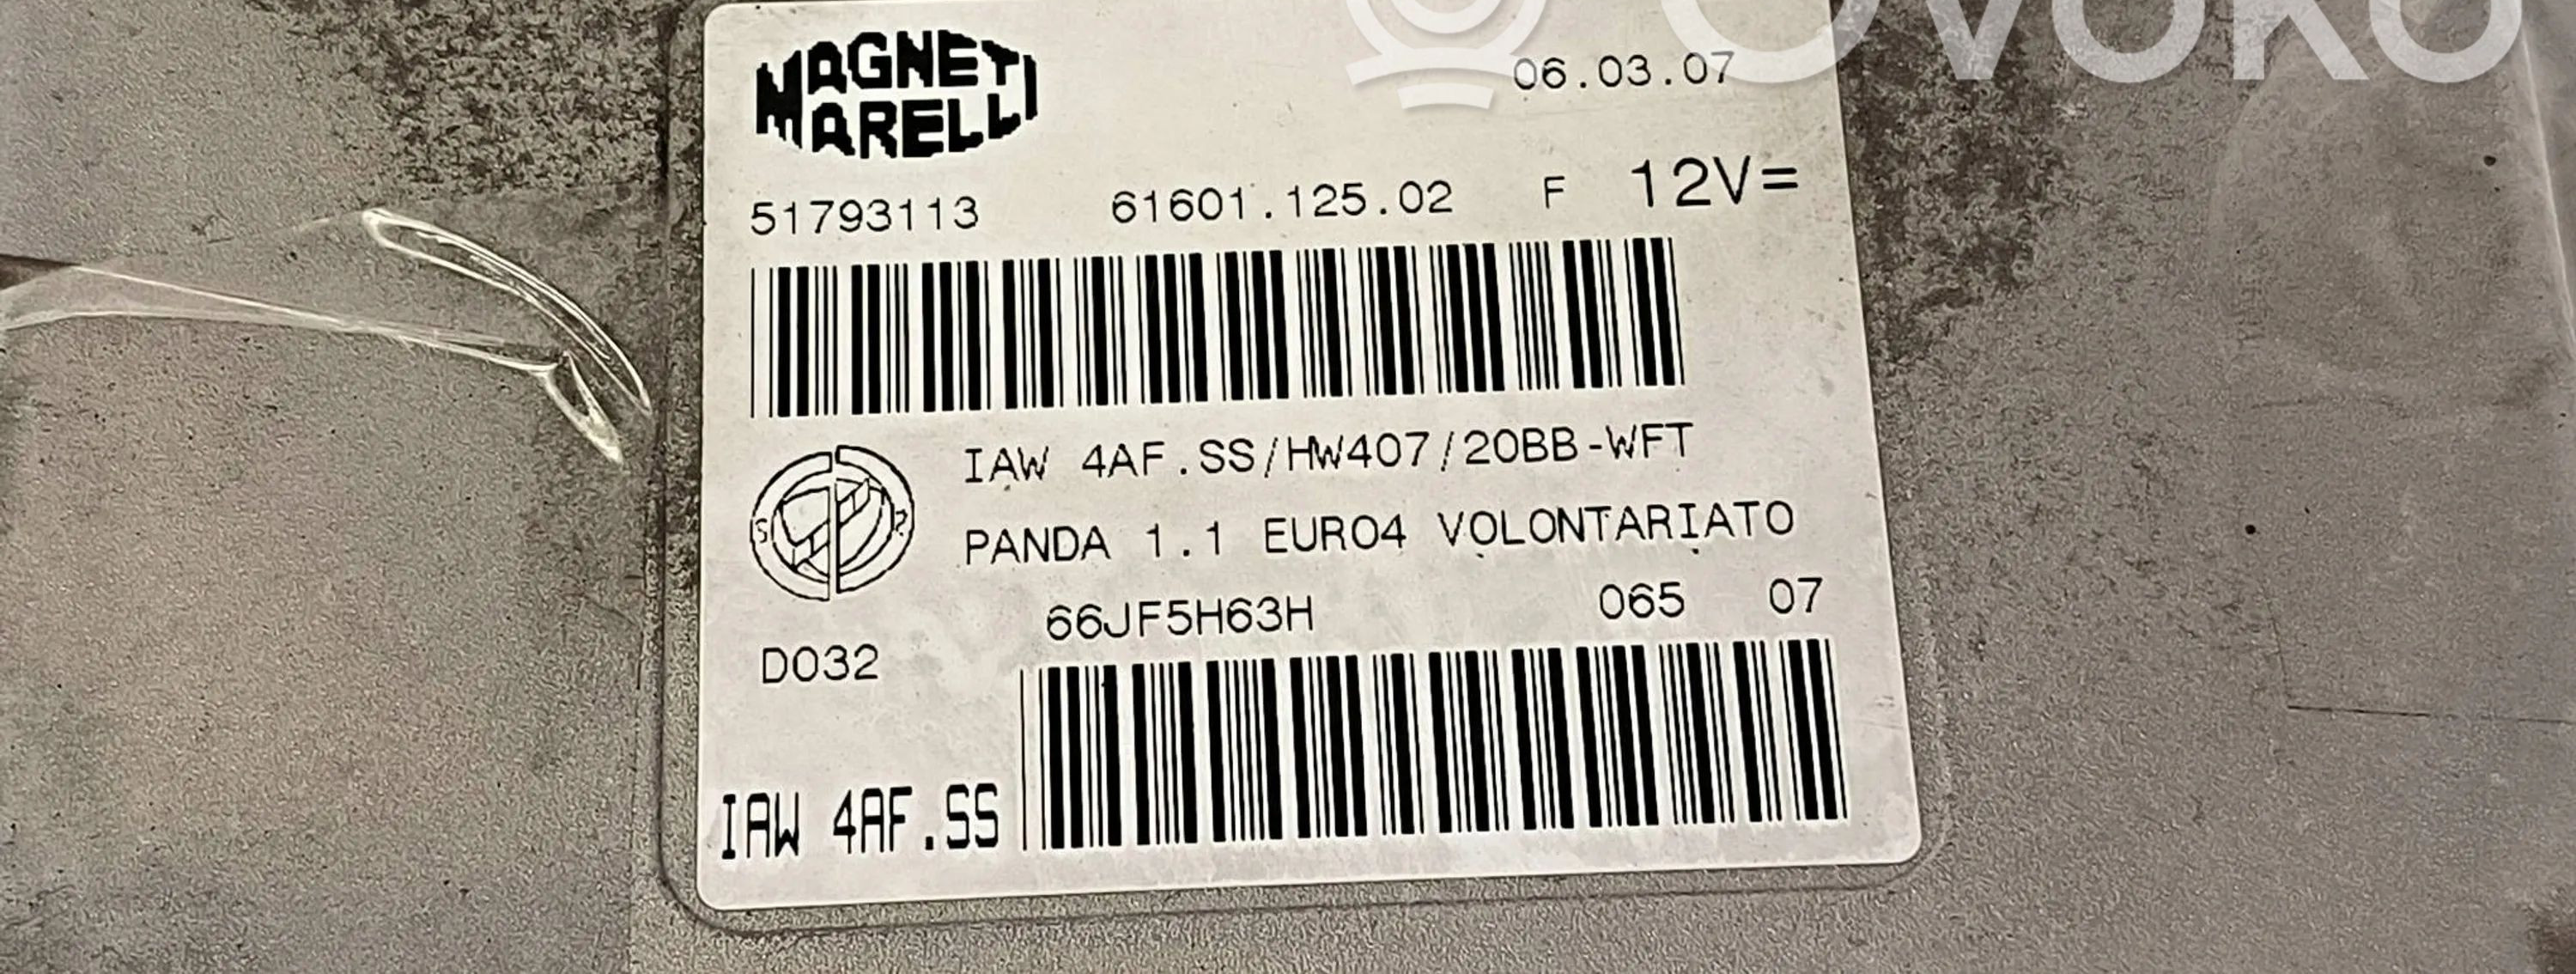 OVOKO
MAGNETI
MARELLI
06.03.07
51793113 61601.125.02 F 12V=
IAW 4AF.SS/HW407/20BB-WFT
PANDA 1.1 EURO4 VOLONTARIATO
66JF5H63H 065 07
D032
IAW 4AF.SS